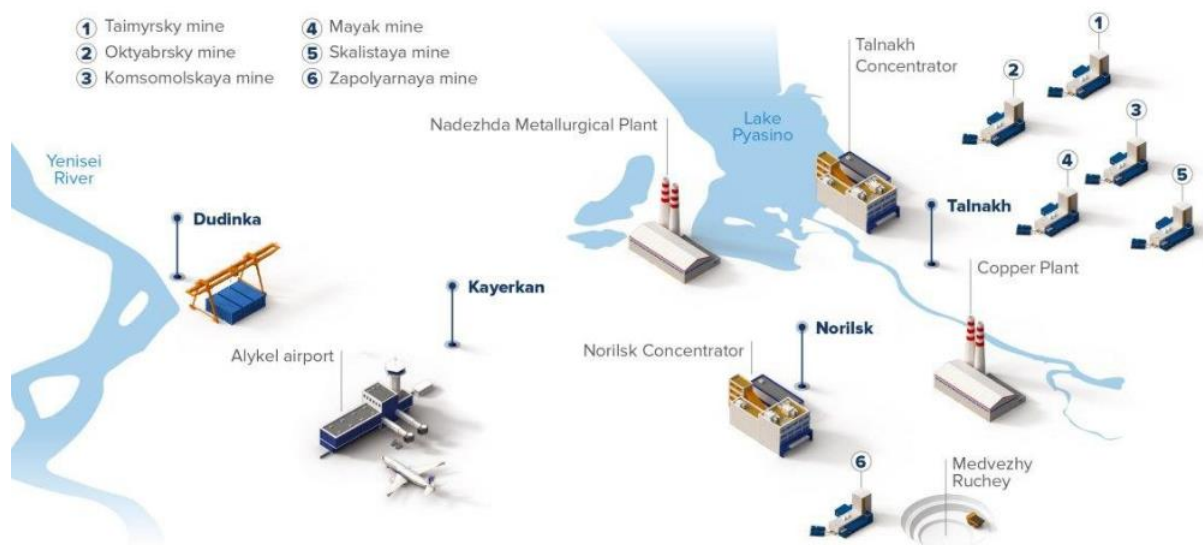 1 Taimyrsky mine
2 Oktyabrsky mine
3 Komsomolskaya mine
4 Mayak mine
5 Skalistaya mine
6 Zapolyarnaya mine
Talnakh
Concentrator
1
2
3
4
5
Nadezhda Metallurgical Plant
Lake
Pyasino
Yenisei
River
Dudinka
Talnakh
Kayerkan
Copper Plant
Alykel airport
Norilsk Concentrator
Norilsk
6
Medvezhy
Ruchey